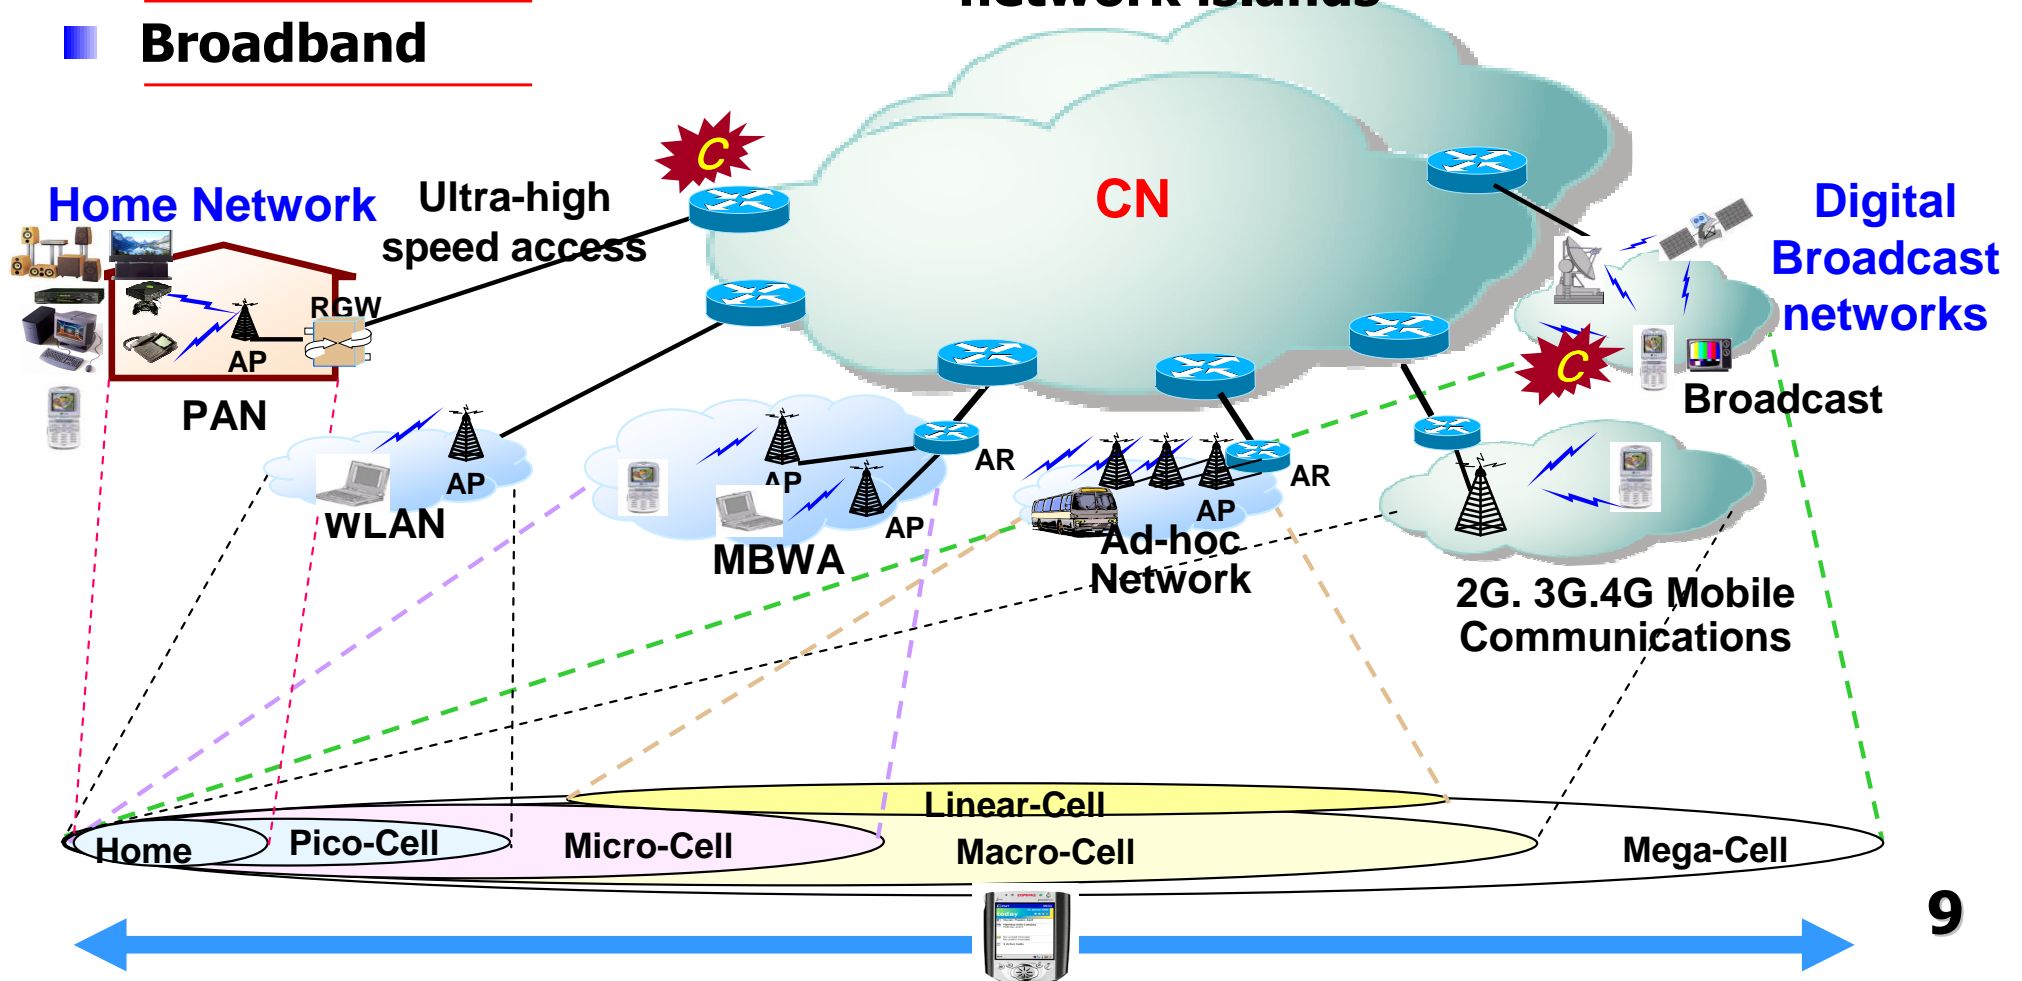 network islands
Broadband
C
Home Network
Ultra-high
speed access
CN
Digital
Broadcast
networks
RGW
AP
C
PAN
Broadcast
AP
WLAN
AP
AP
AR
MBWA
AP
AR
Ad-hoc
Network
2G. 3G.4G Mobile
Communications
Linear-Cell
Home
Pico-Cell
Micro-Cell
Macro-Cell
Mega-Cell
9